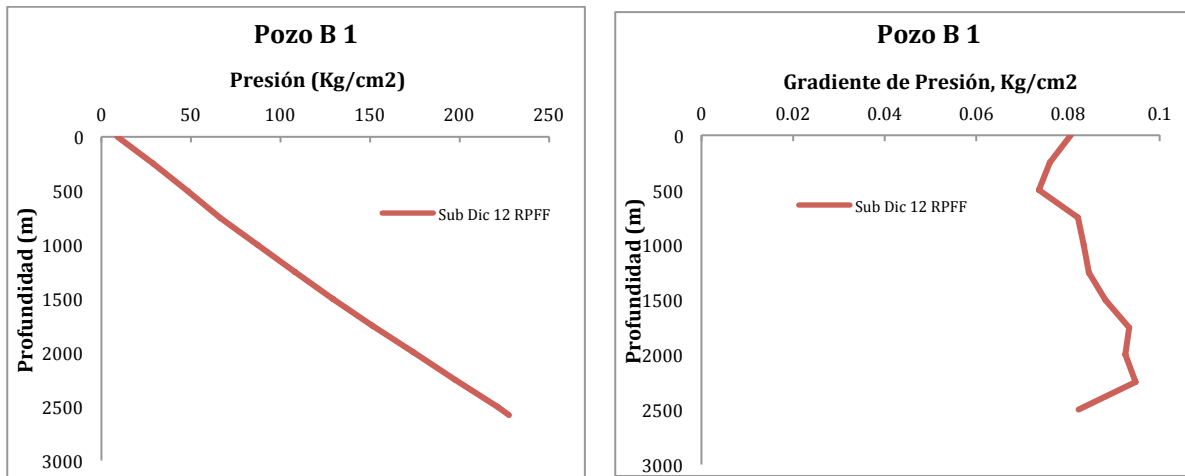 Pozo B 1
Presión (Kg/cm2)
0 50 100 150 200 250
0
500
1000
1500
2000
2500
3000
Profundidad (m)
Sub Dic 12 RPFF
Pozo B 1
Gradiente de Presión, Kg/cm2
0 0.02 0.04 0.06 0.08 0.1
0
500
1000
1500
2000
2500
3000
Profundidad (m)
Sub Dic 12 RPFF